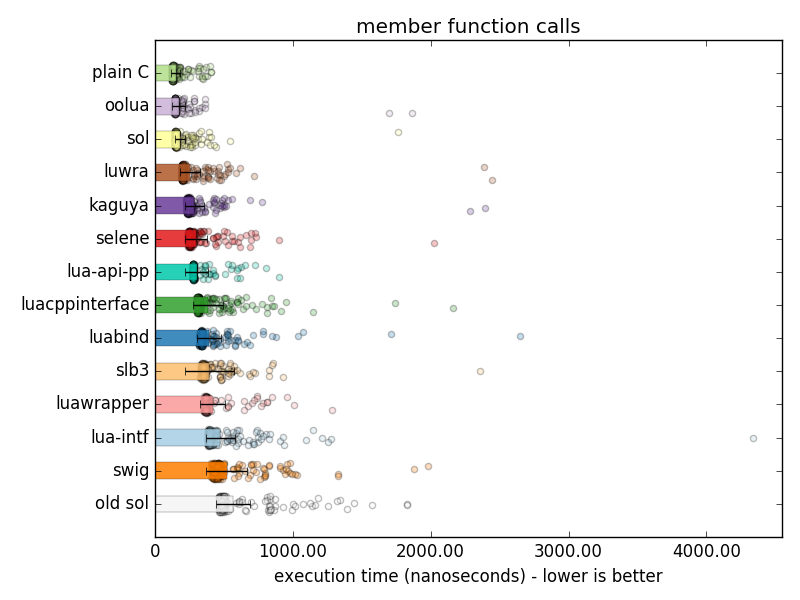 member function calls
plain C
oolua
sol
luwra
kaguya
selene
lua-api-pp
luacppinterface
luabind
slb3
luawrapper
lua-intf
swig
old sol
0 1000.00 2000.00 3000.00 4000.00
execution time (nanoseconds) - lower is better